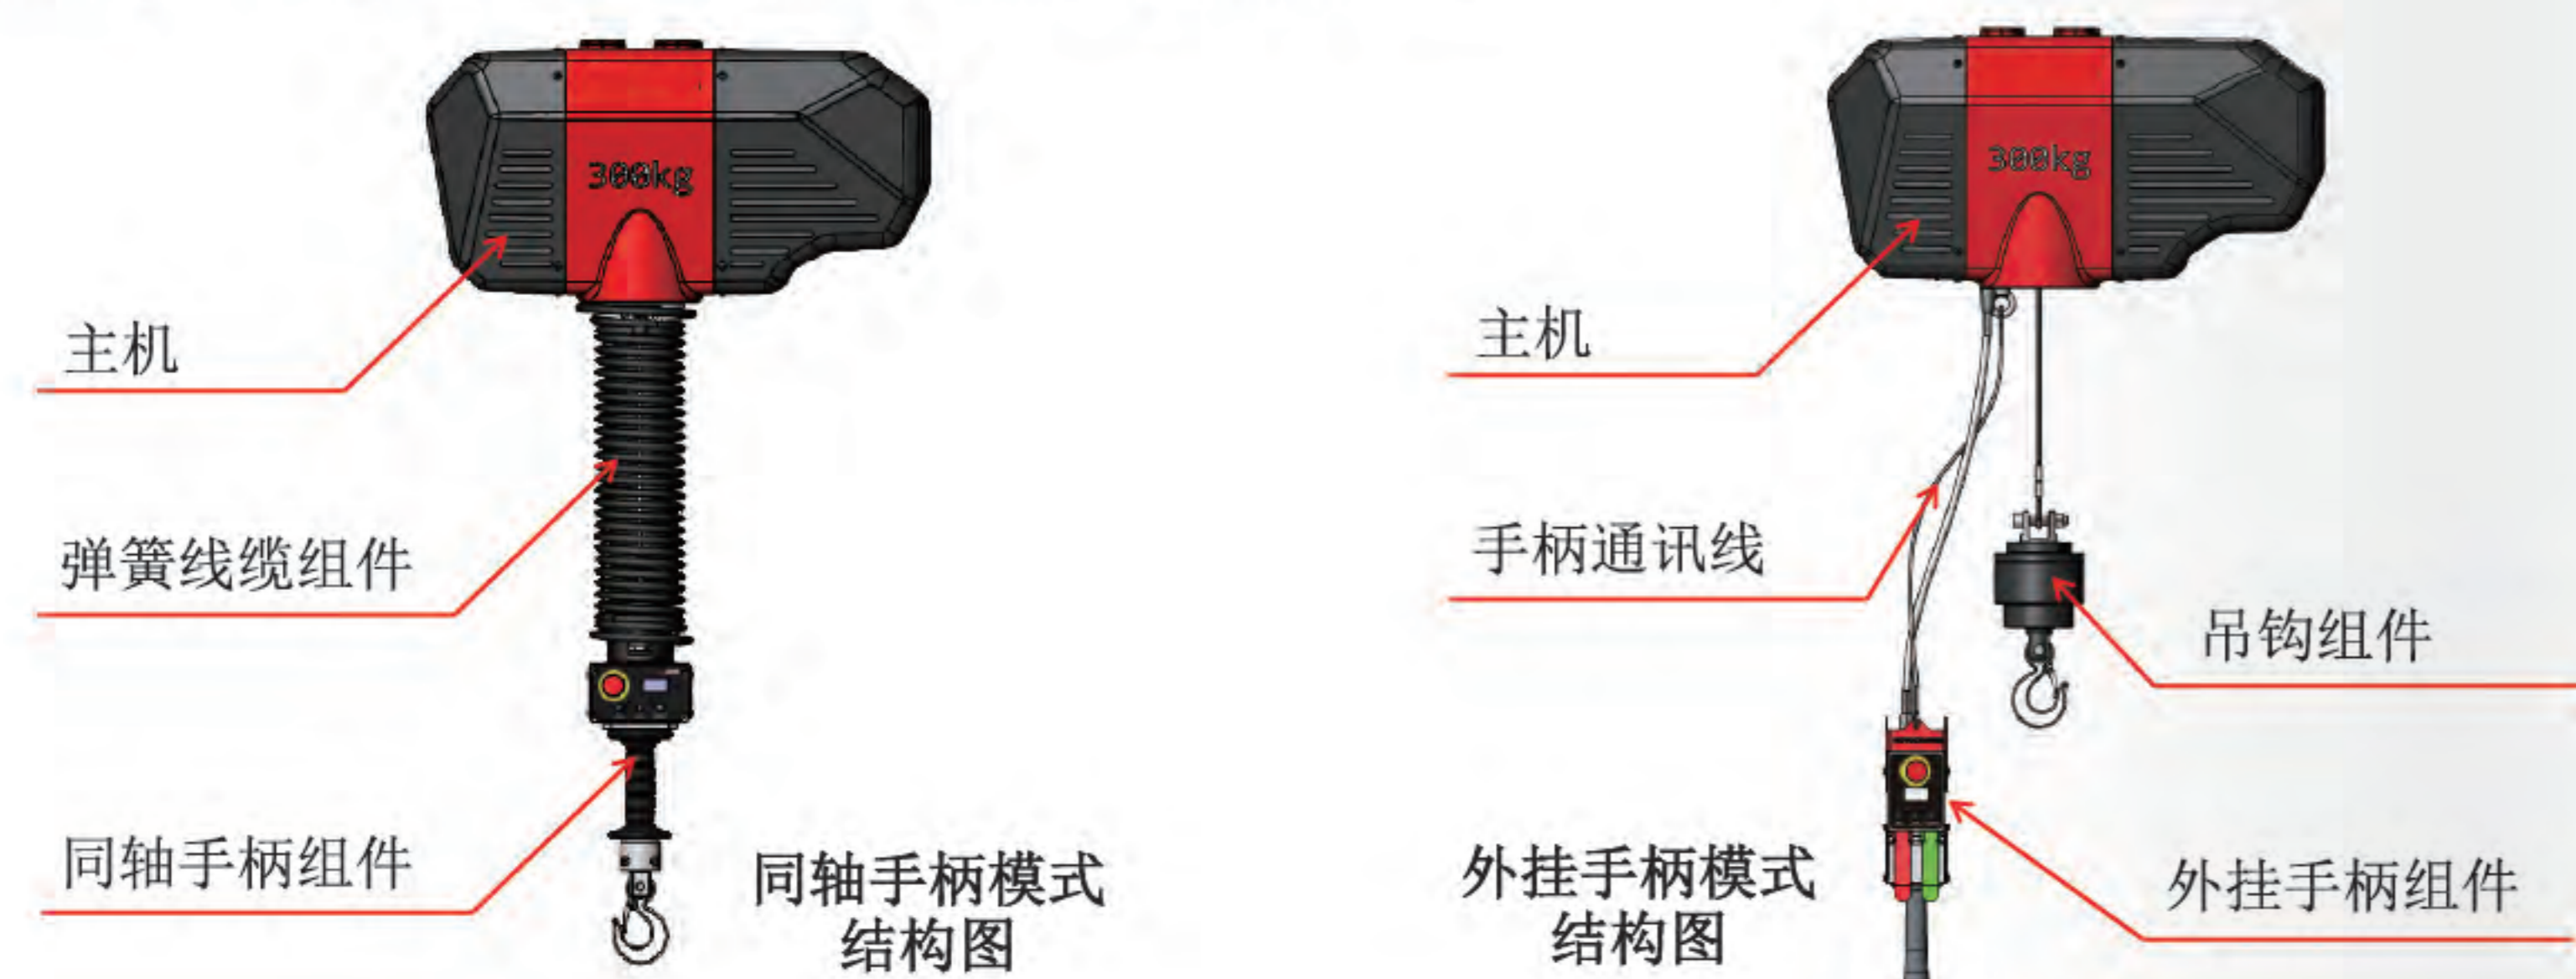 300kg
主机
弹簧线缆组件
同轴手柄组件
同轴手柄模式
结构图
300kg
主机
手柄通讯线
吊钩组件
外挂手柄组件
外挂手柄模式
结构图